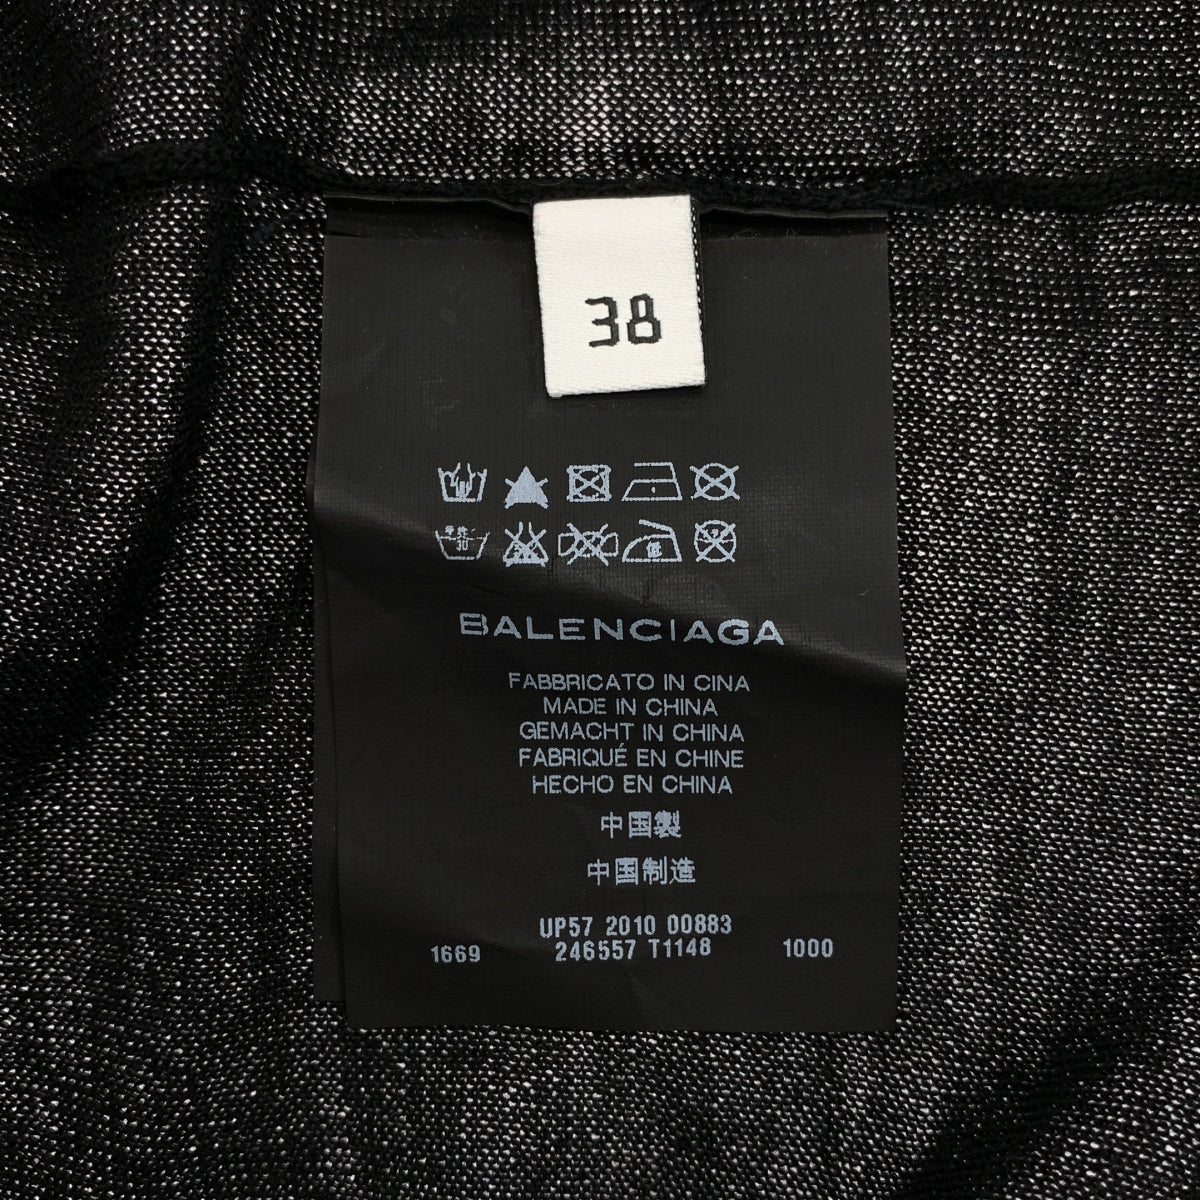 38
BALENCIAGA
FABBRICATO IN CINA
MADE IN CHINA
GEMACHT IN CHINA
FABRIQUÉ EN CHINE
HECHO EN CHINA
中国製
中国制造
UP57 2010 00883
1669 246557 T1148 1000